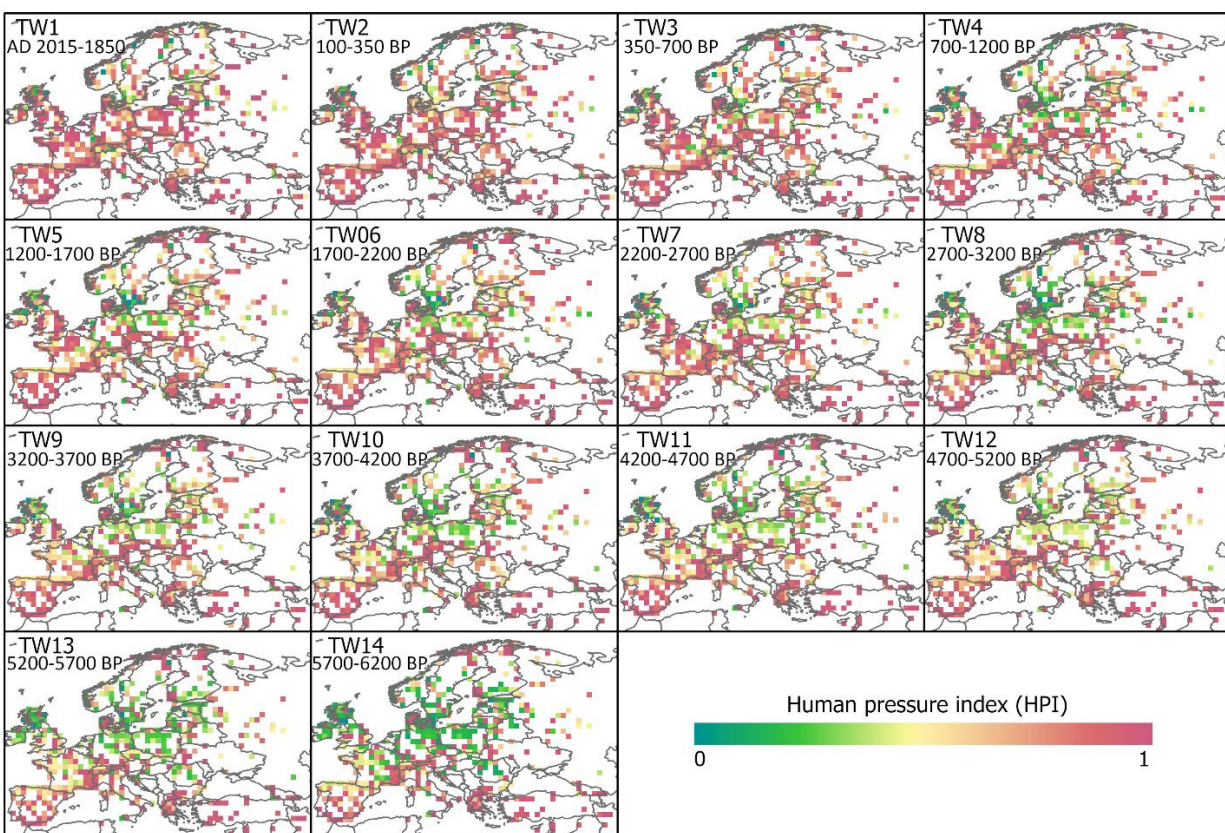 TW1
AD 2015-1850
TW2
100-350 BP
TW3
350-700 BP
TW4
700-1200 BP
TW5
1200-1700 BP
TW06
1700-2200 BP
TW7
2200-2700 BP
TW8
2700-3200 BP
TW9
3200-3700 BP
TW10
3700-4200 BP
TW11
4200-4700 BP
TW12
4700-5200 BP
TW13
5200-5700 BP
TW14
5700-6200 BP
Human pressure index (HPI)
0 1